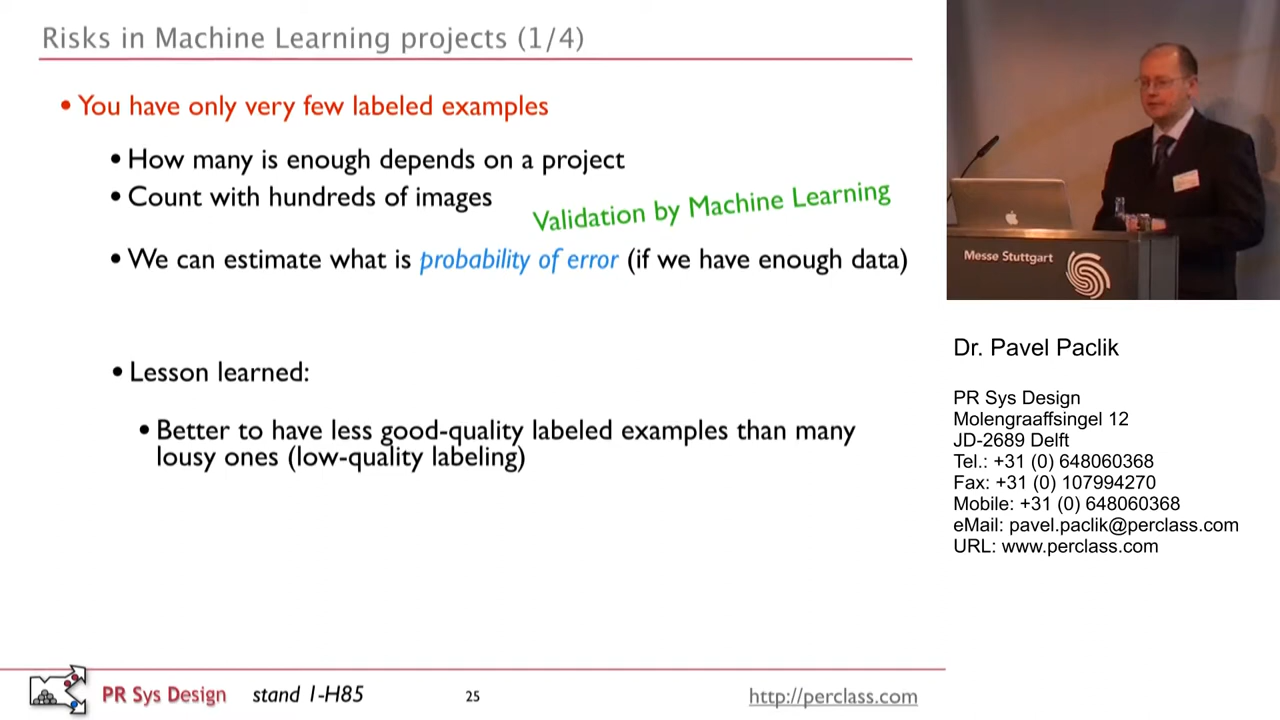 Risks in Machine Learning projects (1/4)
• You have only very few labeled examples
• How many is enough depends on a project
• Count with hundreds of images
Validation by Machine Learning
• We can estimate what is probability of error (if we have enough data)
• Lesson learned:
• Better to have less good-quality labeled examples than many
lousy ones (low-quality labeling)
PR Sys Design
stand 1-H85
25
http://perclass.com
Messe Stuttgart
Dr. Pavel Paclik
PR Sys Design
Molengraaffsingel 12
JD-2689 Delft
Tel.: +31 (0) 648060368
Fax: +31 (0) 107994270
Mobile: +31 (0) 648060368
eMail: pavel.paclik@perclass.com
URL: www.perclass.com